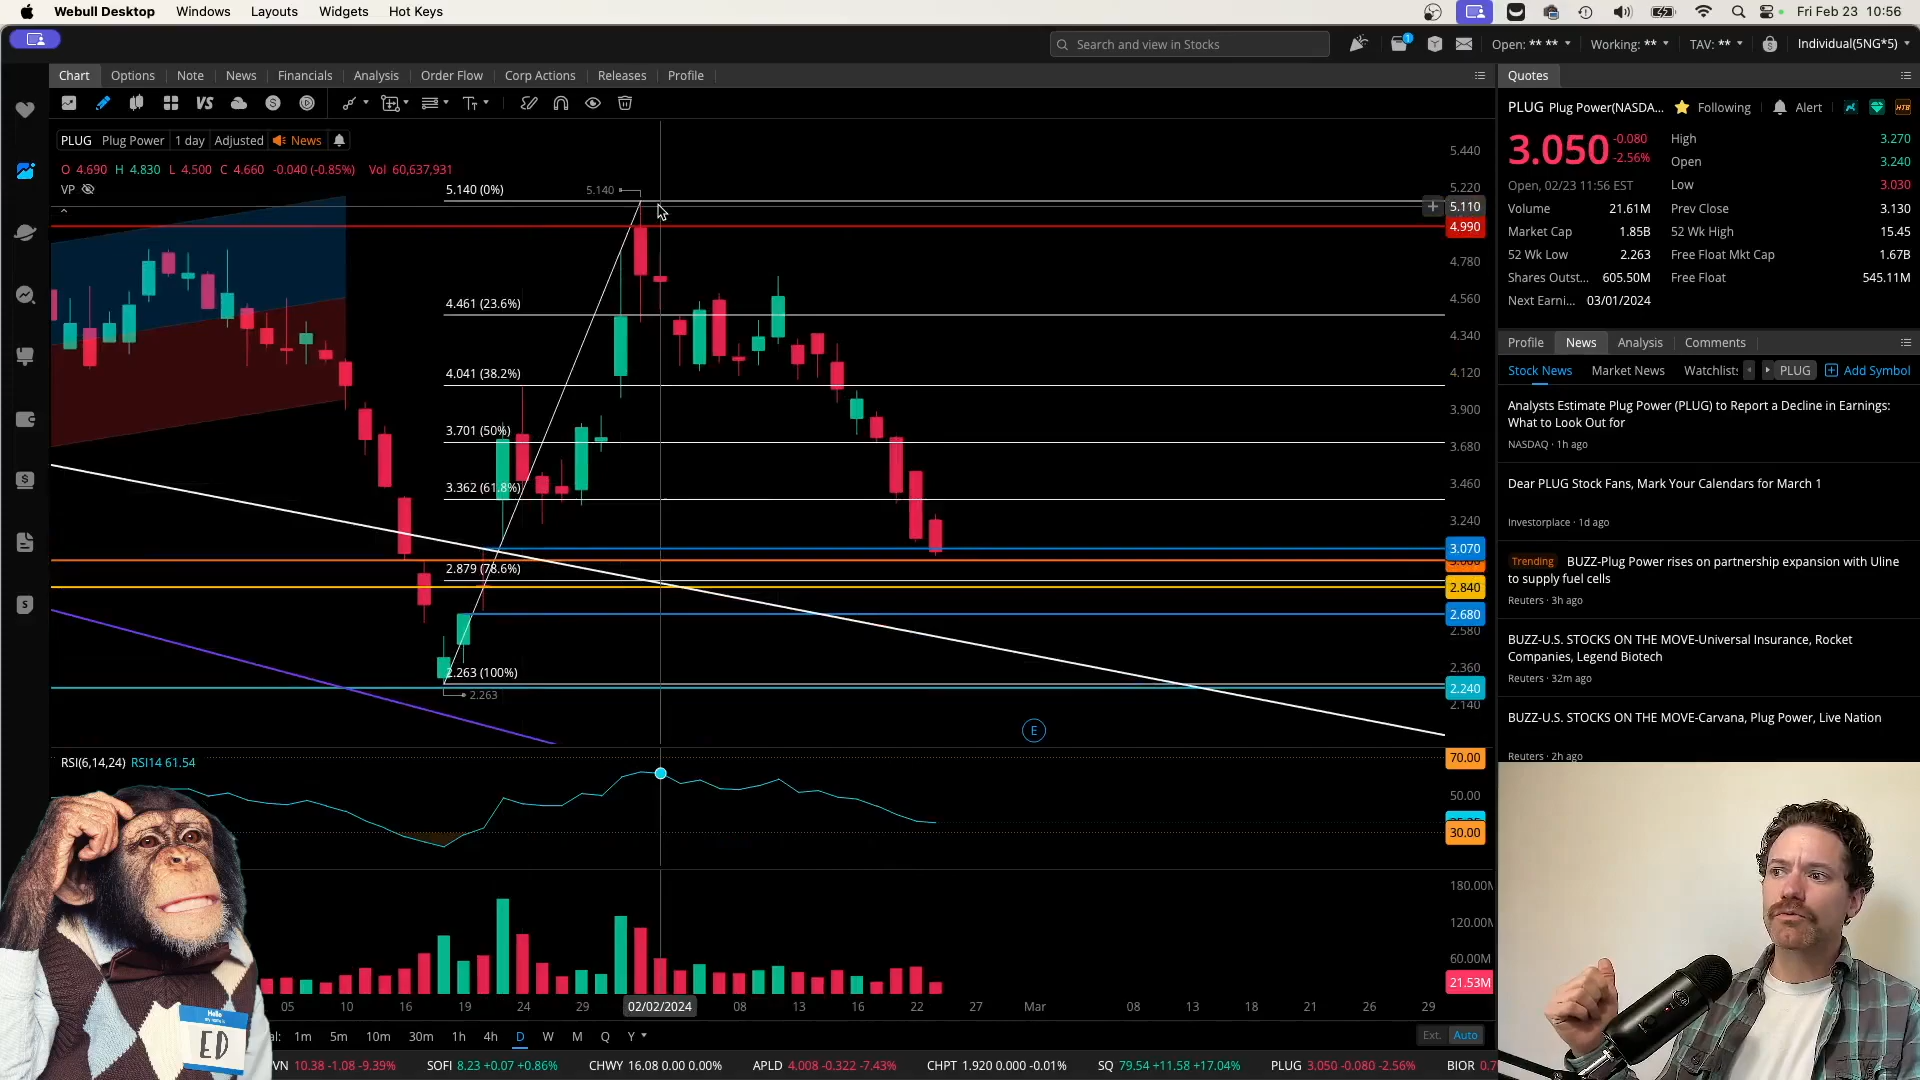 Webull Desktop Windows Layouts Widgets Hot Keys Fri Feb 23 10:56
Search and view in Stocks 1 Open: ** ** Working: ** TAV: ** Individual(5NG*5)
Chart Options Note News Financials Analysis Order Flow Corp Actions Releases Profile
Quotes
VS
PLUG Plug Power(NASDA... Following Alert HTB
PLUG Plug Power 1 day Adjusted News
O 4.690 H 4.830 L 4.500 C 4.660 -0.040 (-0.85%) Vol 60,637,931
VP
3.050 -0.080 -2.56%
Open, 02/23 11:56 EST
High 3.270
Open 3.240
Low 3.030
Volume 21.61M Prev Close 3.130
Market Cap 1.85B 52 Wk High 15.45
52 Wk Low 2.263 Free Float Mkt Cap 1.67B
Shares Outst... 605.50M Free Float 545.11M
Next Earni... 03/01/2024
5.140 (0%) 5.140
4.461 (23.6%)
4.041 (38.2%)
3.701 (50%)
3.362 (61.8%)
2.879 (78.6%)
2.263 (100%)
2.263
E
5.440
5.220
5.110
4.990
4.780
4.560
4.340
4.120
3.900
3.680
3.460
3.240
3.070
2.840
2.680
2.580
2.360
2.240
2.140
Profile News Analysis Comments
Stock News Market News Watchlists PLUG Add Symbol
Analysts Estimate Plug Power (PLUG) to Report a Decline in Earnings:
What to Look Out for
NASDAQ · 1h ago
Dear PLUG Stock Fans, Mark Your Calendars for March 1
Investorplace · 1d ago
Trending BUZZ-Plug Power rises on partnership expansion with Uline
to supply fuel cells
Reuters · 3h ago
BUZZ-U.S. STOCKS ON THE MOVE-Universal Insurance, Rocket
Companies, Legend Biotech
Reuters · 32m ago
BUZZ-U.S. STOCKS ON THE MOVE-Carvana, Plug Power, Live Nation
Reuters · 2h ago
RSI(6,14,24) RSI14 61.54
70.00
50.00
30.00
180.00M
120.00M
60.00M
21.53M
05 10 16 19 24 29 02/02/2024 08 13 16 22 27 Mar 08 13 18 21 26 29
1m 5m 10m 30m 1h 4h D W M Q Y Ext. Auto
VN 10.38 -1.08 -9.39% SOFI 8.23 +0.07 +0.86% CHWY 16.08 0.00 0.00% APLD 4.008 -0.322 -7.43% CHPT 1.920 0.000 -0.01% SQ 79.54 +11.58 +17.04% PLUG 3.050 -0.080 -2.56% BIOR 0.7
Hello
my name is
ED